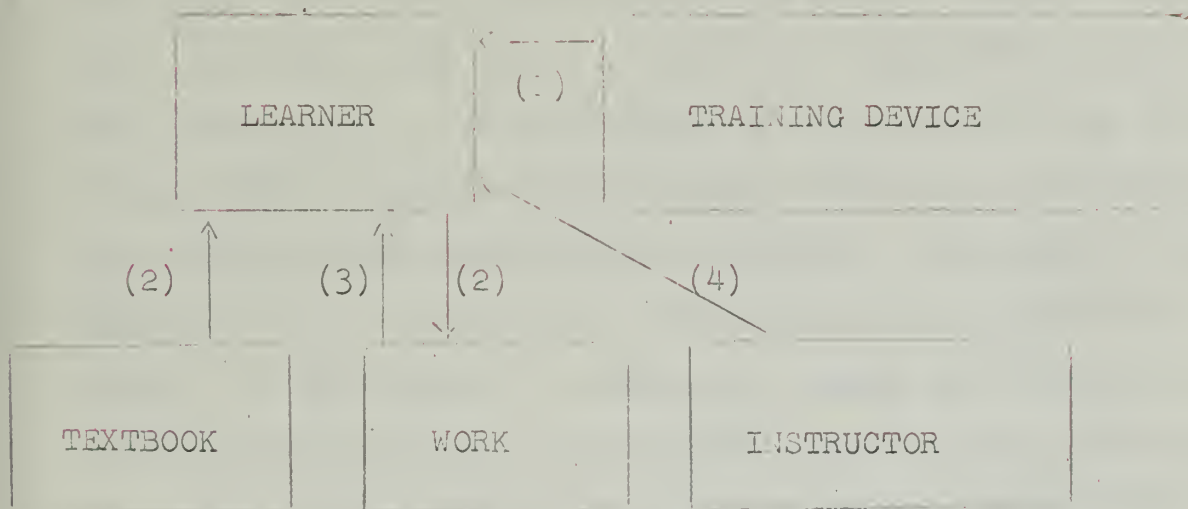 LEARNER TRAINING DEVICE
(2) (3) (2) (4)
TEXTBOOK WORK INSTRUCTOR